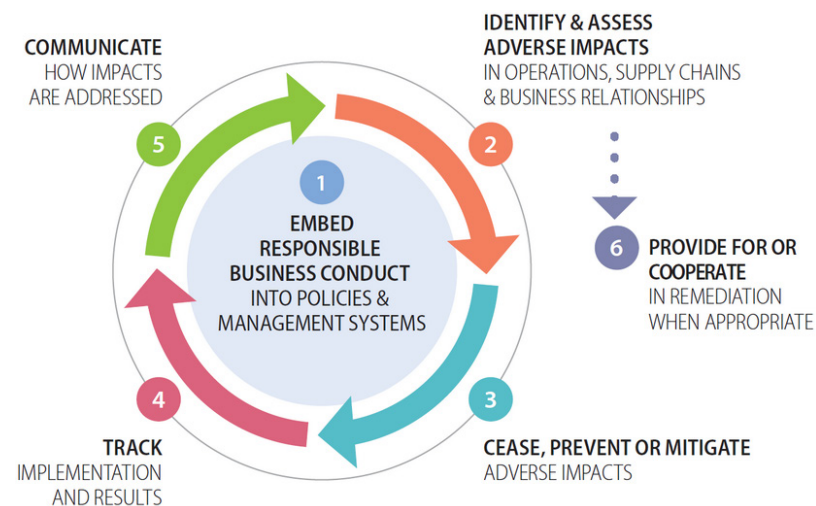 1
EMBED
RESPONSIBLE
BUSINESS CONDUCT
INTO POLICIES &
MANAGEMENT SYSTEMS
2
IDENTIFY & ASSESS
ADVERSE IMPACTS
IN OPERATIONS, SUPPLY CHAINS
& BUSINESS RELATIONSHIPS
3
CEASE, PREVENT OR MITIGATE
ADVERSE IMPACTS
4
TRACK
IMPLEMENTATION
AND RESULTS
5
COMMUNICATE
HOW IMPACTS
ARE ADDRESSED
6
PROVIDE FOR OR
COOPERATE
IN REMEDIATION
WHEN APPROPRIATE